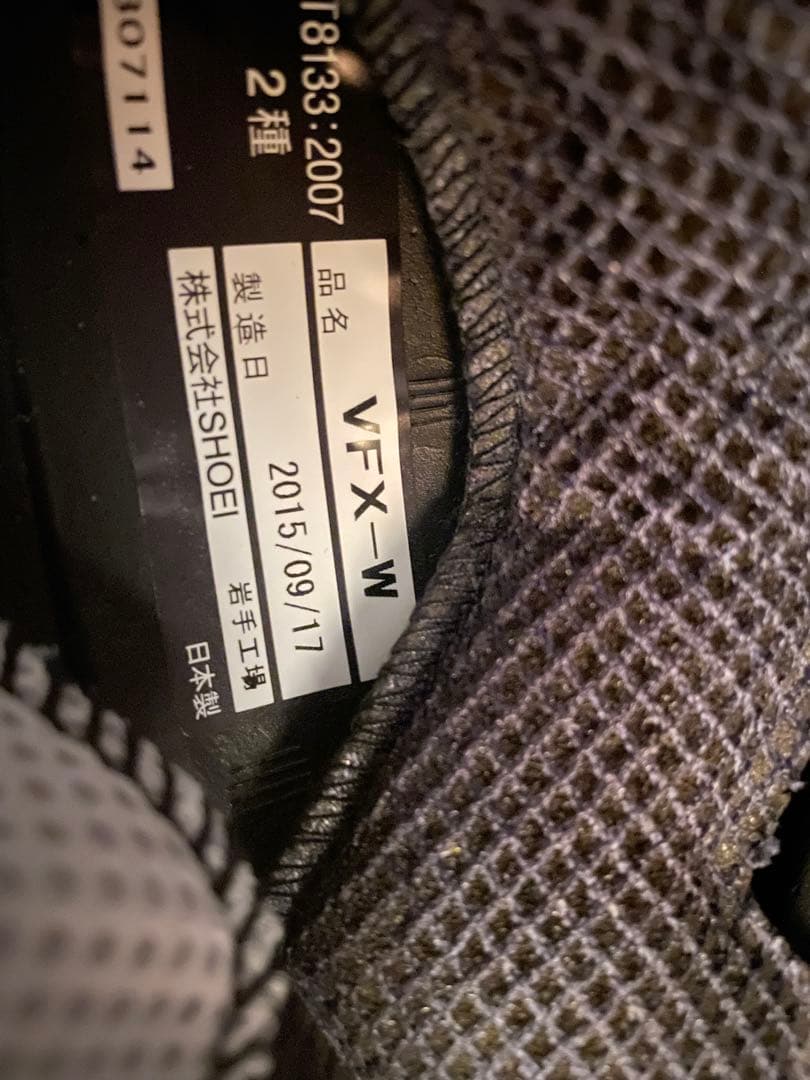 T8133:2007
2種
307114
品名 VFX-W
製造日 2015/09/17
株式会社SHOEI 岩手工場
日本製